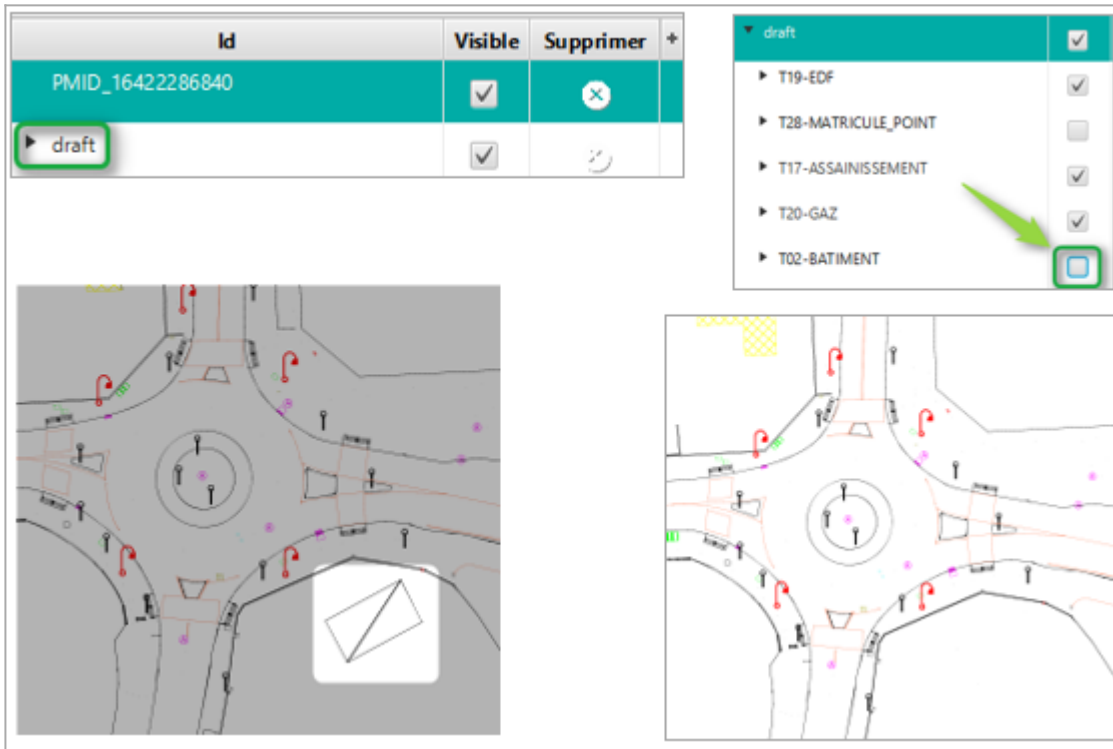 Id Visible Supprimer +
PMID_16422286840
draft
draft
T19-EDF
T28-MATRICULE_POINT
T17-ASSAINISSEMENT
T20-GAZ
T02-BATIMENT